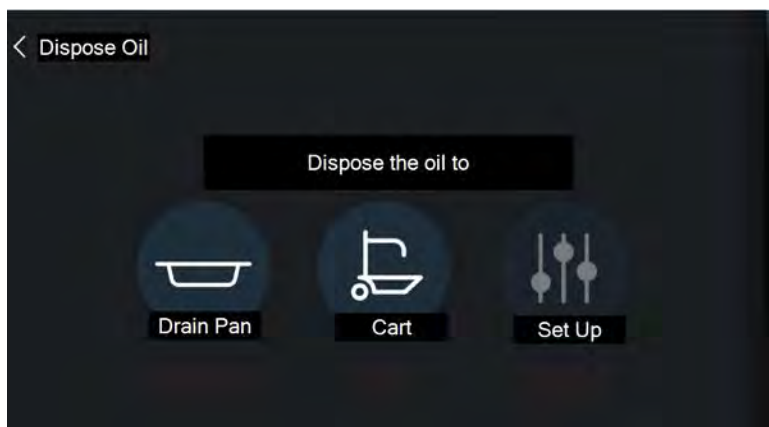 Dispose Oil
Dispose the oil to
Drain Pan
Cart
Set Up